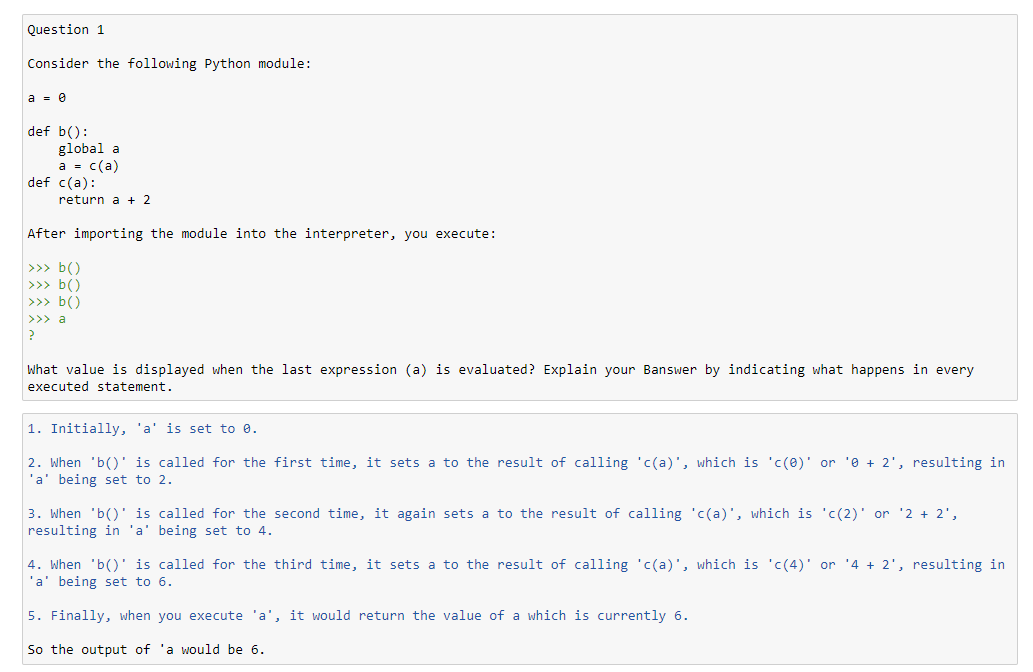 Question 1
Consider the following Python module:
a = 0
def b():
    global a
    a = c(a)
def c(a):
    return a + 2
After importing the module into the interpreter, you execute:
>>> b()
>>> b()
>>> b()
>>> a
?
What value is displayed when the last expression (a) is evaluated? Explain your Banswer by indicating what happens in every
executed statement.
1. Initially, 'a' is set to 0.
2. When 'b()' is called for the first time, it sets a to the result of calling 'c(a)', which is 'c(0)' or '0 + 2', resulting in
'a' being set to 2.
3. When 'b()' is called for the second time, it again sets a to the result of calling 'c(a)', which is 'c(2)' or '2 + 2',
resulting in 'a' being set to 4.
4. When 'b()' is called for the third time, it sets a to the result of calling 'c(a)', which is 'c(4)' or '4 + 2', resulting in
'a' being set to 6.
5. Finally, when you execute 'a', it would return the value of a which is currently 6.
So the output of 'a would be 6.